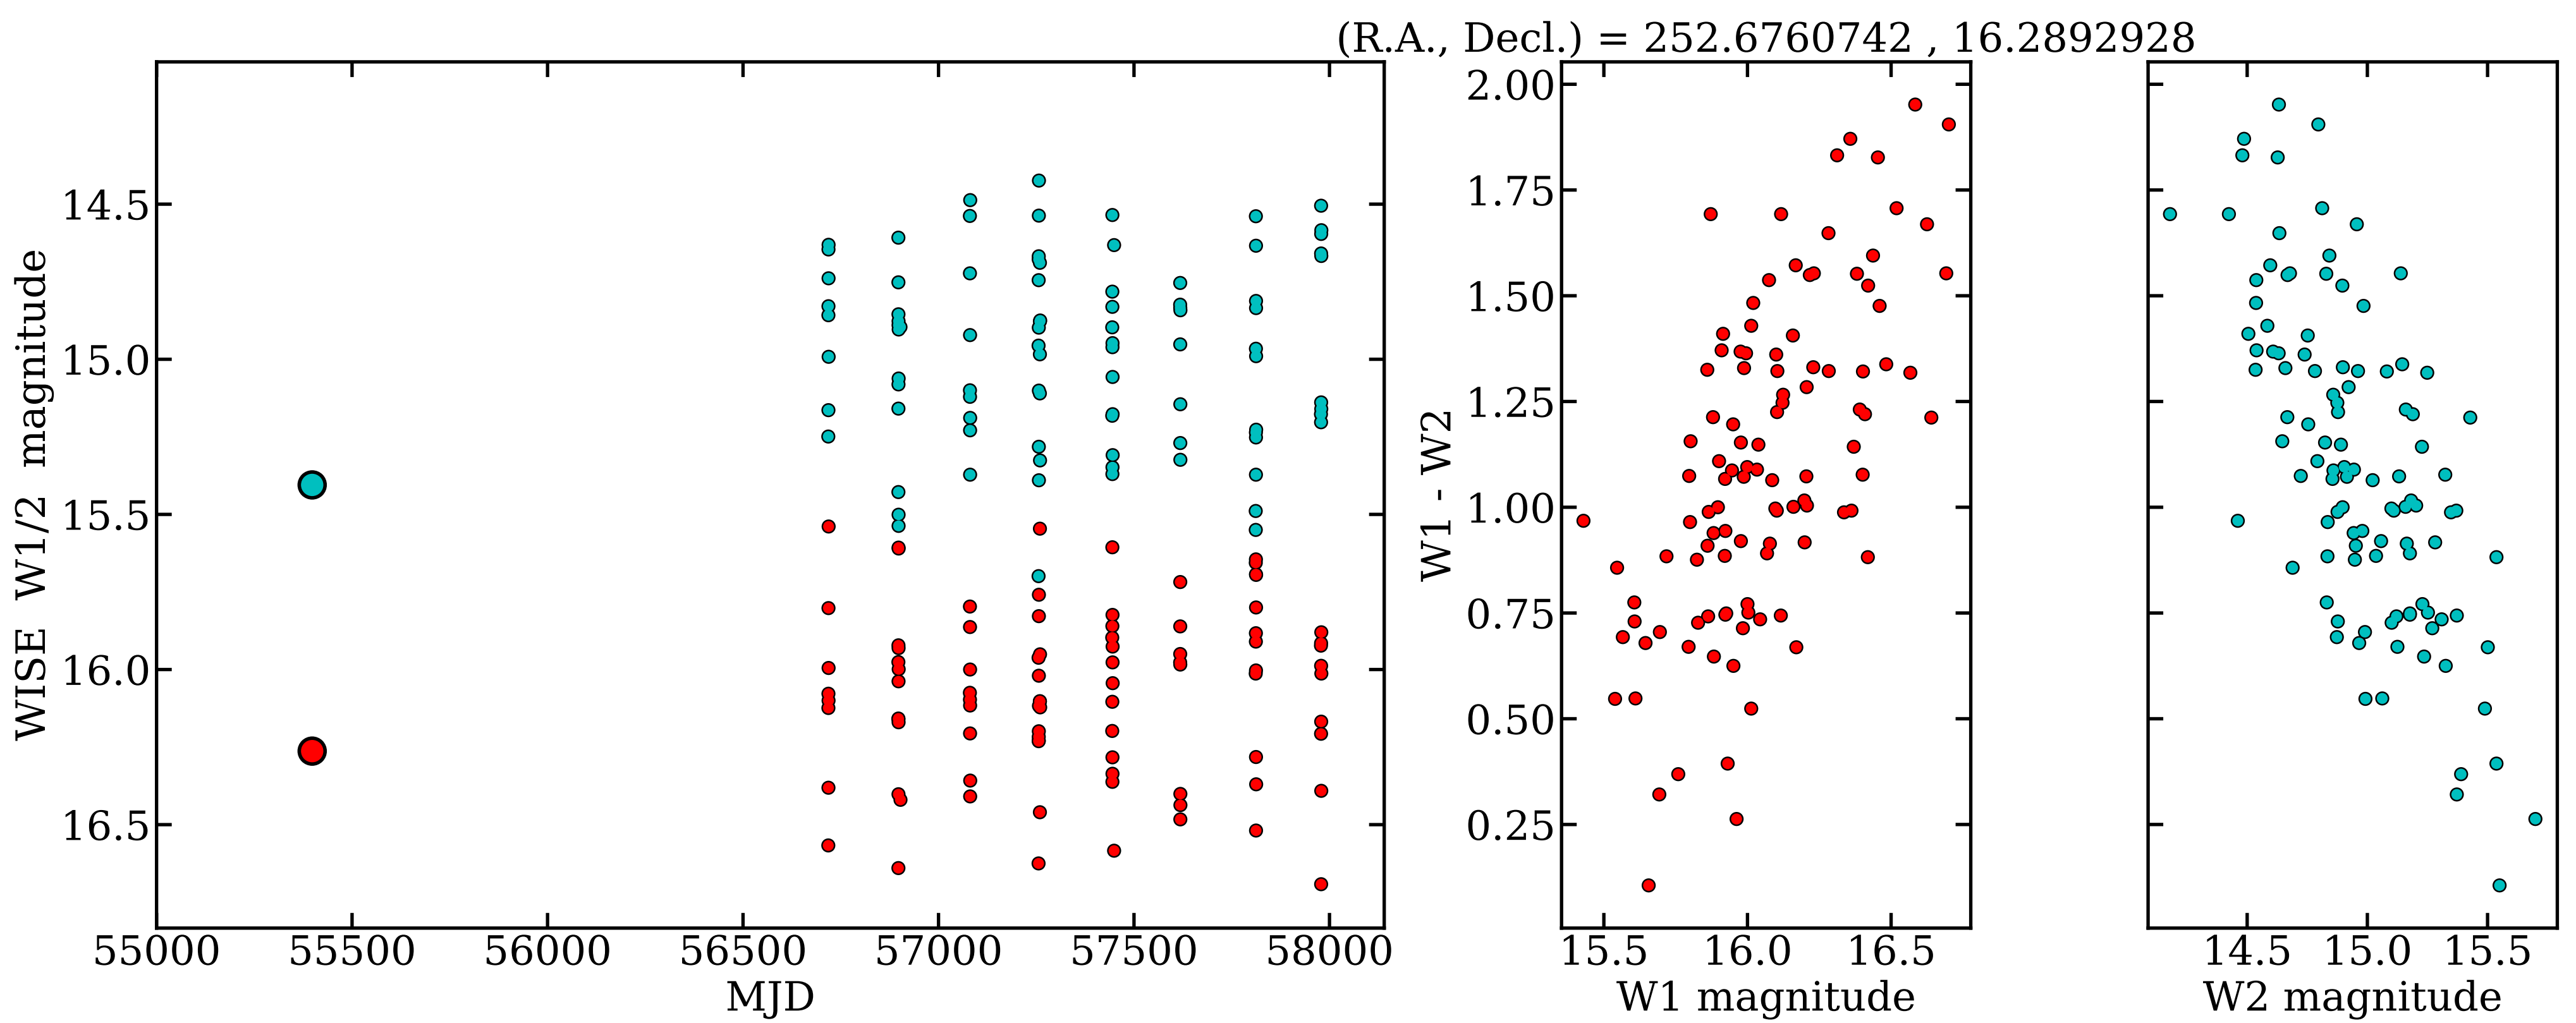 (R.A., Decl.) = 252.6760742 , 16.2892928
WISE W1/2 magnitude
14.5
15.0
15.5
16.0
16.5
55000 55500 56000 56500 57000 57500 58000
MJD
W1 - W2
2.00
1.75
1.50
1.25
1.00
0.75
0.50
0.25
15.5 16.0 16.5
W1 magnitude
14.5 15.0 15.5
W2 magnitude